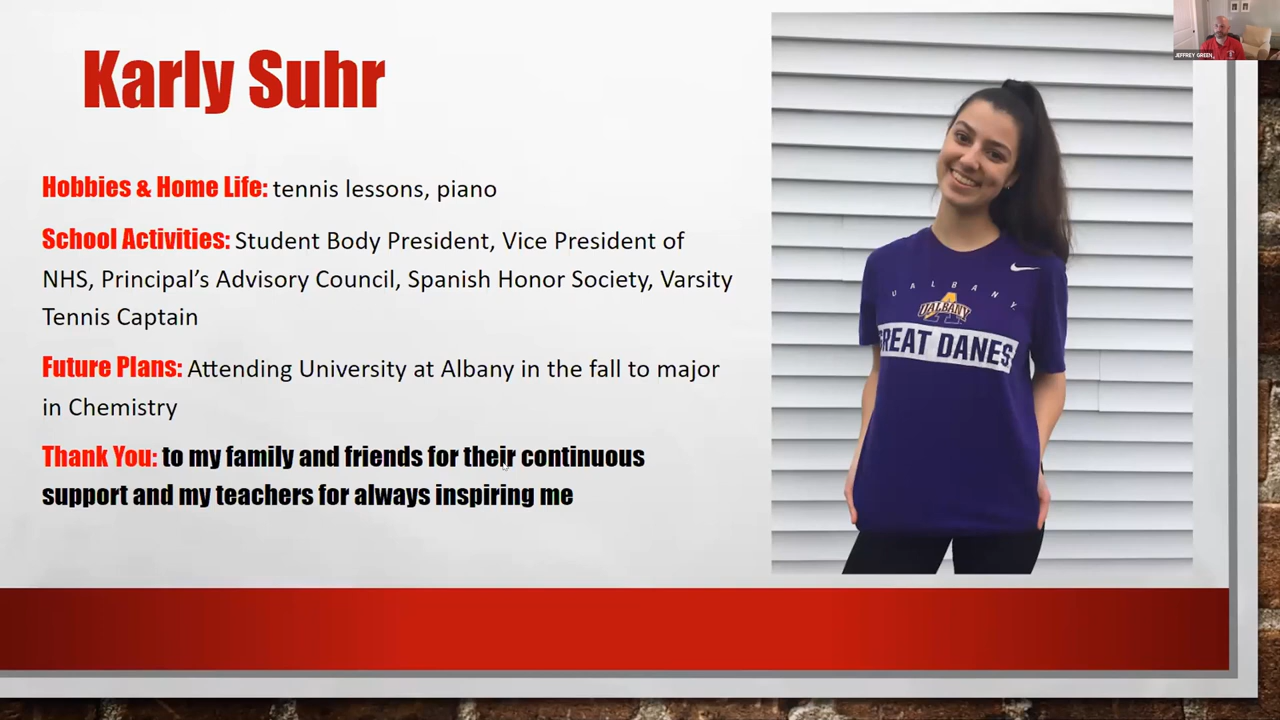 Karly Suhr
JEFFREY GREEN
Hobbies & Home Life: tennis lessons, piano
School Activities: Student Body President, Vice President of
NHS, Principal’s Advisory Council, Spanish Honor Society, Varsity
Tennis Captain
Future Plans: Attending University at Albany in the fall to major
in Chemistry
Thank You: to my family and friends for their continuous
support and my teachers for always inspiring me
UALBANY
UALBANY
GREAT DANES